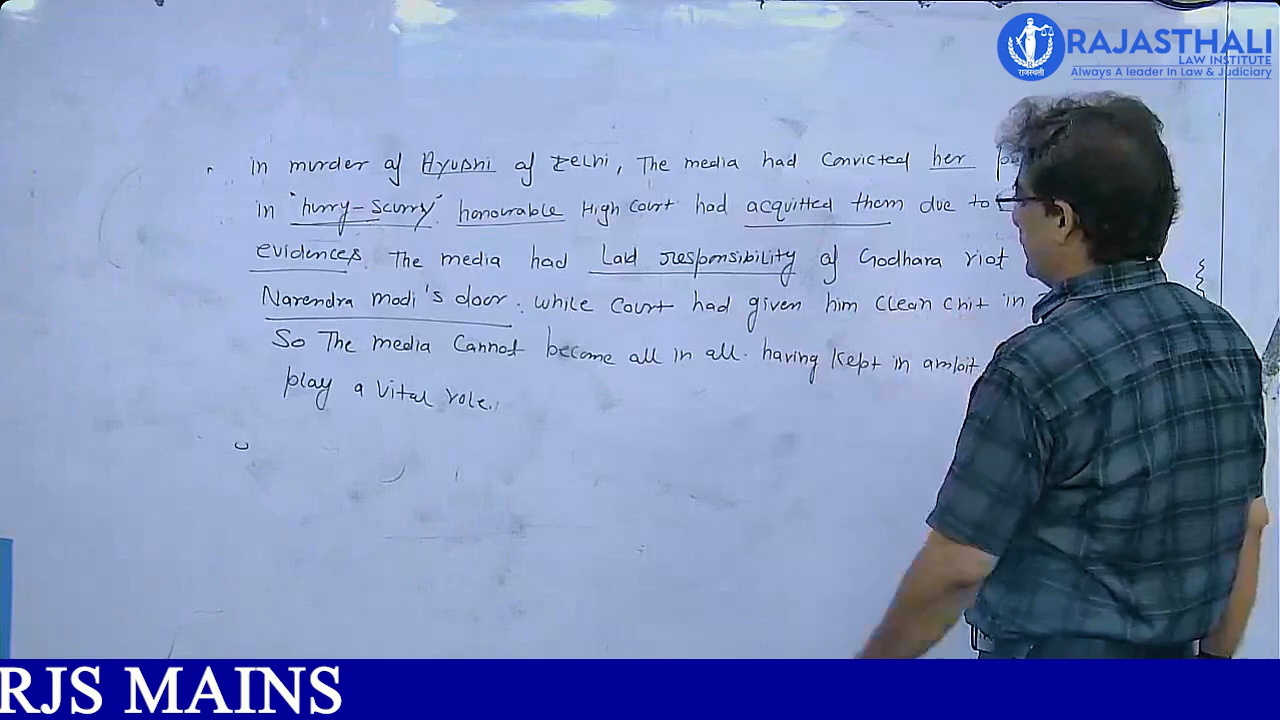 RAJASTHALI
LAW INSTITUTE
Always A leader In Law & Judiciary
राजस्थली
In murder of Ayushi of Delhi, The media had convicted her
in "hurry-scurry". honourable High Court had acquitted them due to
evidences. The media had Laid responsibility of Godhara riot
Narendra modi's door. while Court had given him clean chit in
So The media cannot become all in all. having kept in ambit
play a vital role.
RJS MAINS